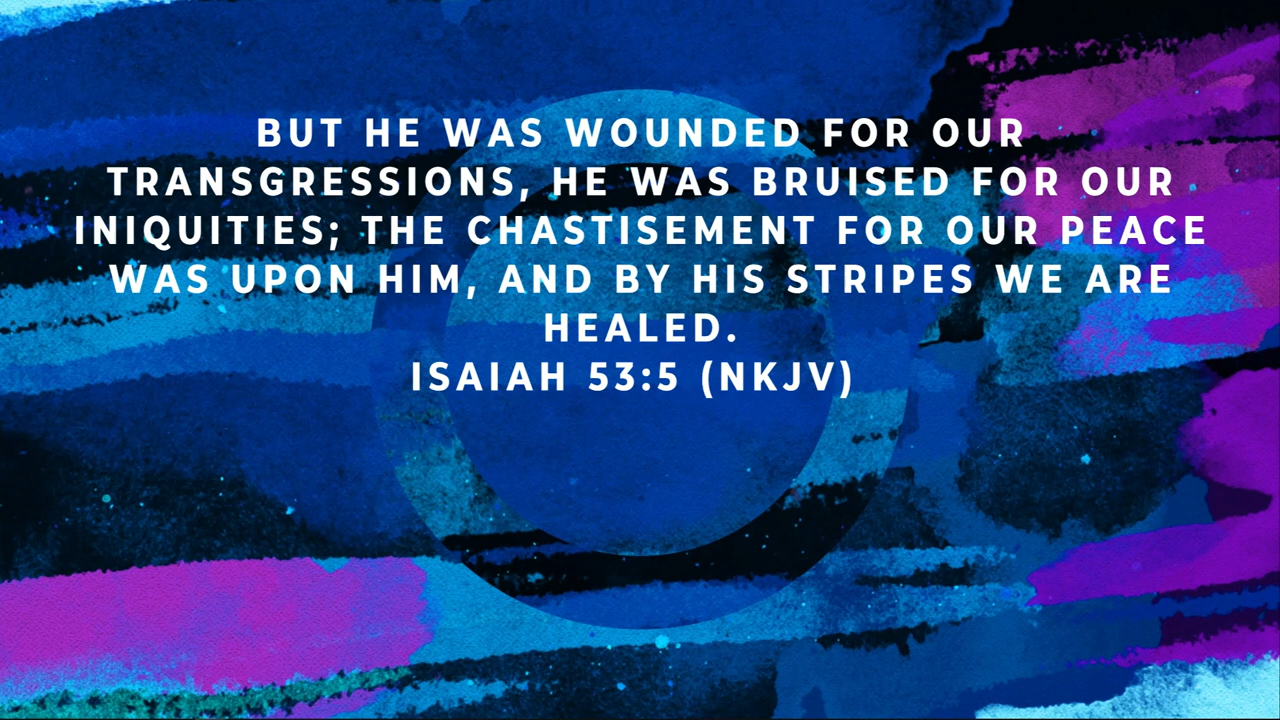 BUT HE WAS WOUNDED FOR OUR
TRANSGRESSIONS, HE WAS BRUISED FOR OUR
INIQUITIES; THE CHASTISEMENT FOR OUR PEACE
WAS UPON HIM, AND BY HIS STRIPES WE ARE
HEALED.
ISAIAH 53:5 (NKJV)